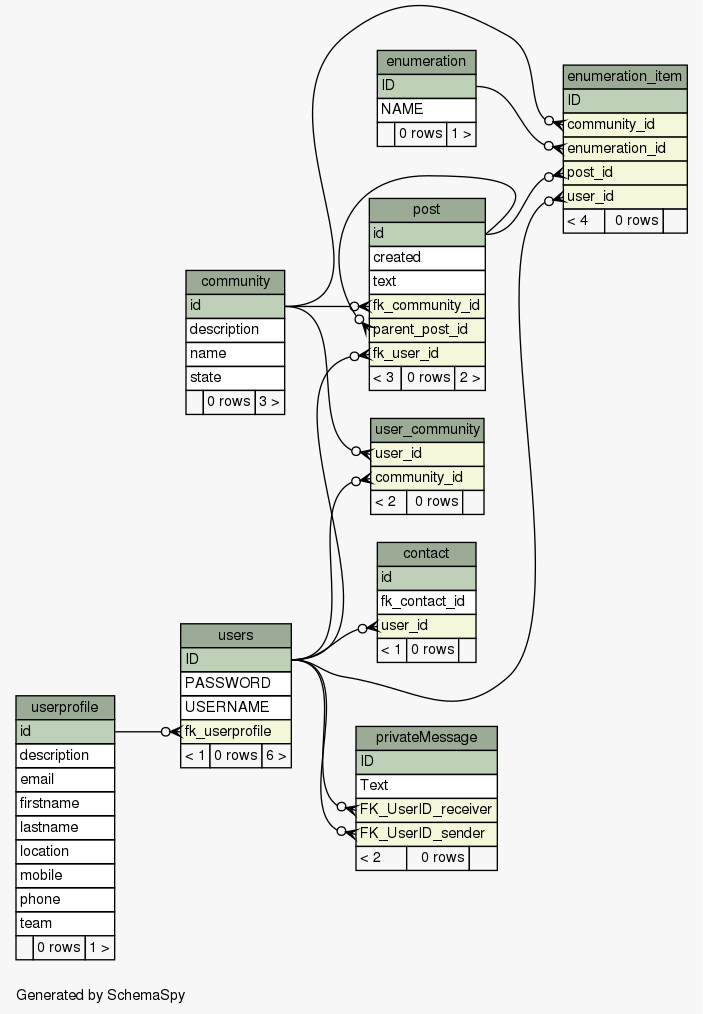 enumeration
ID
NAME
0 rows 1 >
enumeration_item
ID
community_id
enumeration_id
post_id
user_id
< 4 0 rows
post
id
created
text
fk_community_id
parent_post_id
fk_user_id
< 3 0 rows 2 >
community
id
description
name
state
0 rows 3 >
user_community
user_id
community_id
< 2 0 rows
contact
id
fk_contact_id
user_id
< 1 0 rows
users
ID
PASSWORD
USERNAME
fk_userprofile
< 1 0 rows 6 >
userprofile
id
description
email
firstname
lastname
location
mobile
phone
team
0 rows 1 >
privateMessage
ID
Text
FK_UserID_receiver
FK_UserID_sender
< 2 0 rows
Generated by SchemaSpy